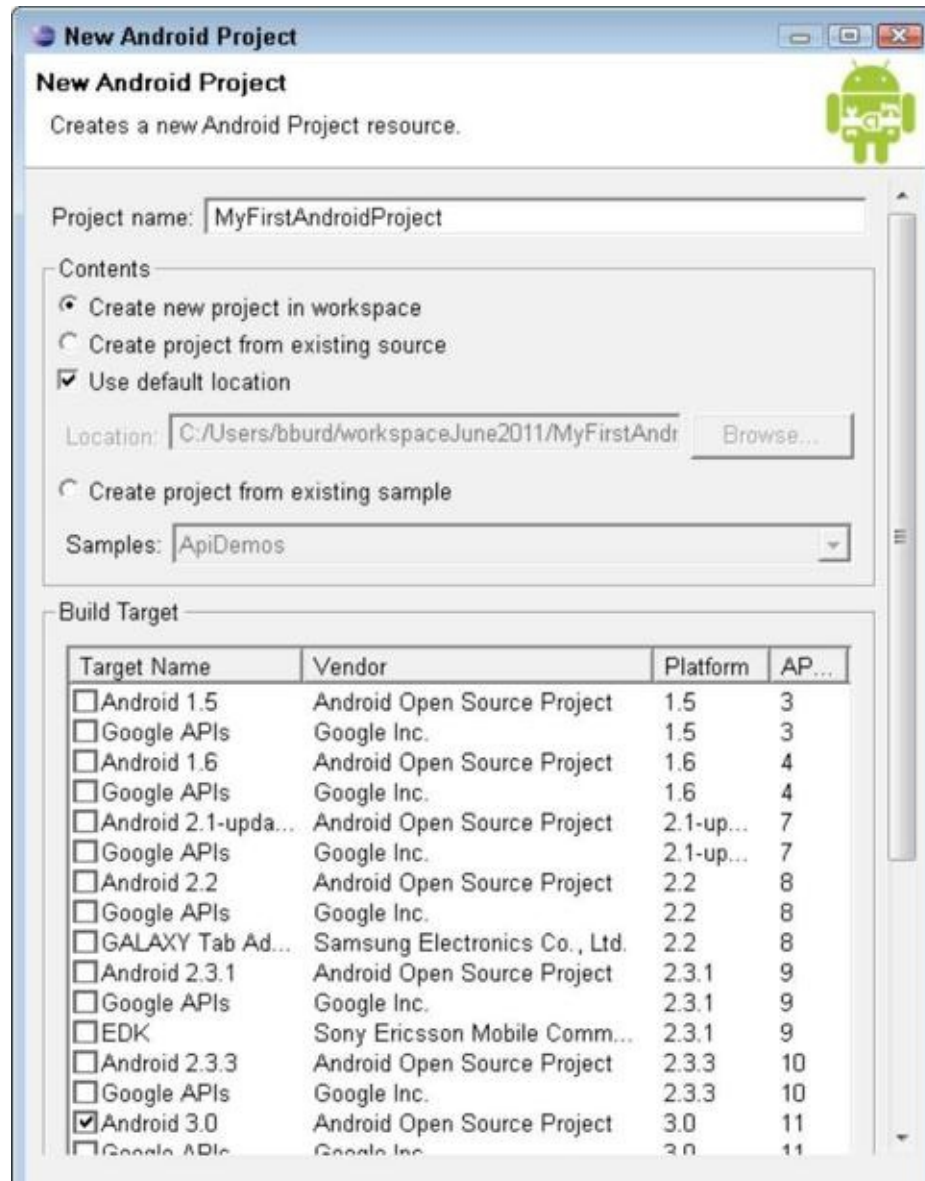 New Android Project
New Android Project
Creates a new Android Project resource.
Project name: MyFirstAndroidProject
Contents
Create new project in workspace
Create project from existing source
Use default location
Location: C:/Users/bburd/workspaceJune2011/MyFirstAndr Browse...
Create project from existing sample
Samples: ApiDemos
Build Target
Target Name Vendor Platform AP...
Android 1.5 Android Open Source Project 1.5 3
Google APIs Google Inc. 1.5 3
Android 1.6 Android Open Source Project 1.6 4
Google APIs Google Inc. 1.6 4
Android 2.1-upda... Android Open Source Project 2.1-up... 7
Google APIs Google Inc. 2.1-up... 7
Android 2.2 Android Open Source Project 2.2 8
Google APIs Google Inc. 2.2 8
GALAXY Tab Ad... Samsung Electronics Co., Ltd. 2.2 8
Android 2.3.1 Android Open Source Project 2.3.1 9
Google APIs Google Inc. 2.3.1 9
EDK Sony Ericsson Mobile Comm... 2.3.1 9
Android 2.3.3 Android Open Source Project 2.3.3 10
Google APIs Google Inc. 2.3.3 10
Android 3.0 Android Open Source Project 3.0 11
Google APIs Google Inc. 3.0 11